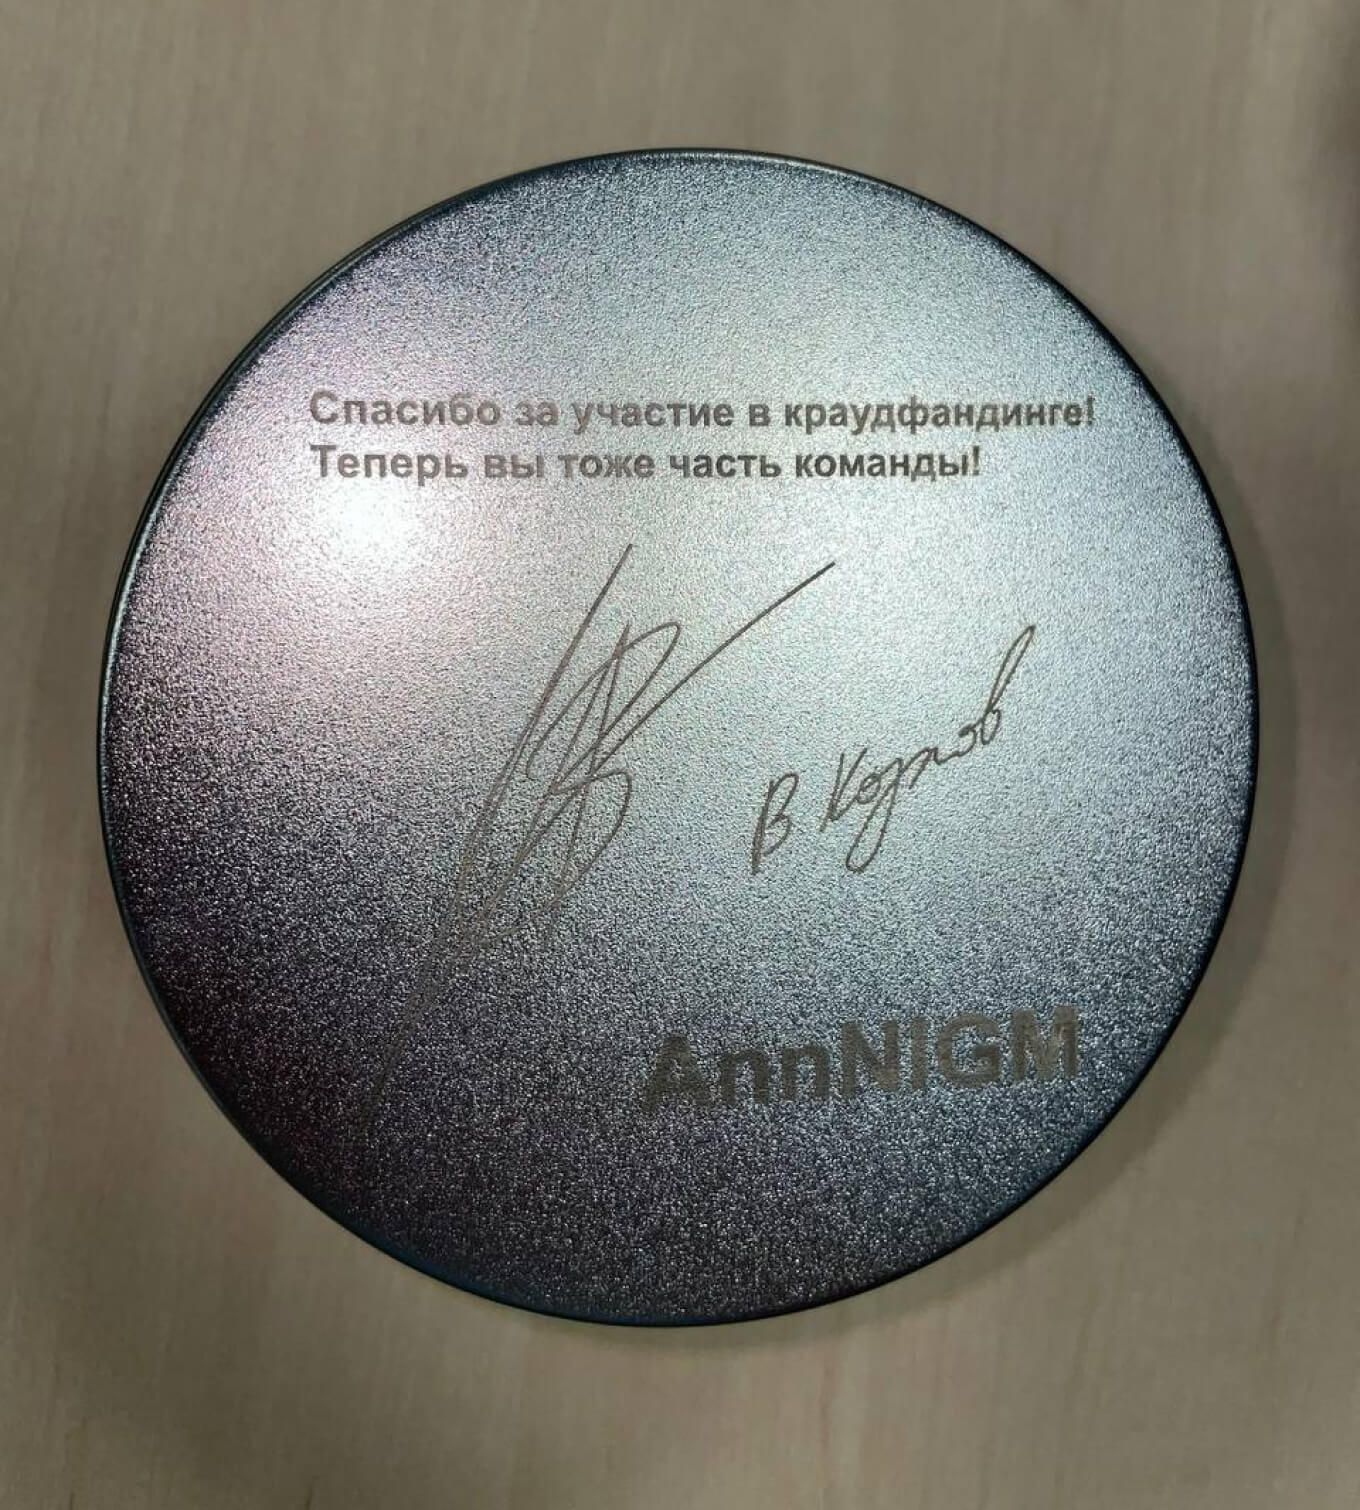 Спасибо за участие в краудфандинге!
Теперь вы тоже часть команды!
В Козлов
AnnNIGM